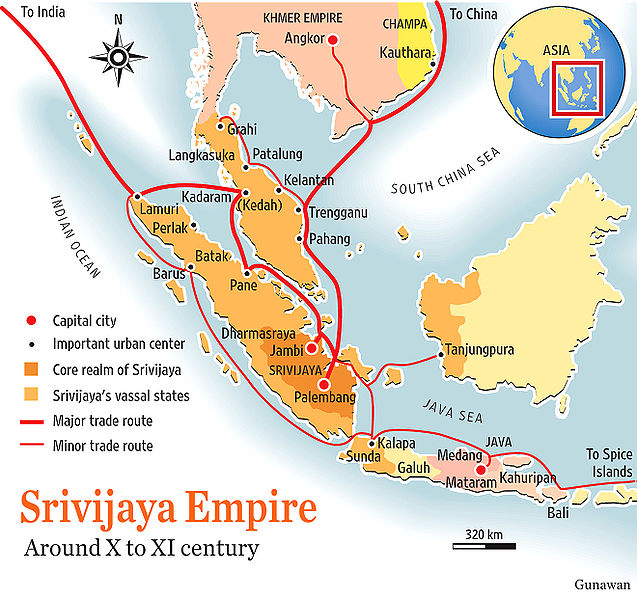 To India
N
KHMER EMPIRE
Angkor
CHAMPA
Kauthara
To China
ASIA
Grahi
Langkasuka
Patalung
Kelantan
Kadaram
(Kedah)
Trengganu
Pahang
SOUTH CHINA SEA
INDIAN OCEAN
Lamuri
Perlak
Batak
Barus
Pane
Dharmasraya
Jambi
SRIVIJAYA
Palembang
Tanjungpura
JAVA SEA
Capital city
Important urban center
Core realm of Srivijaya
Srivijaya's vassal states
Major trade route
Minor trade route
Kalapa
Sunda
Galuh
JAVA
Medang
Mataram
Kahuripan
Bali
To Spice
Islands
Srivijaya Empire
Around X to XI century
320 km
Gunawan